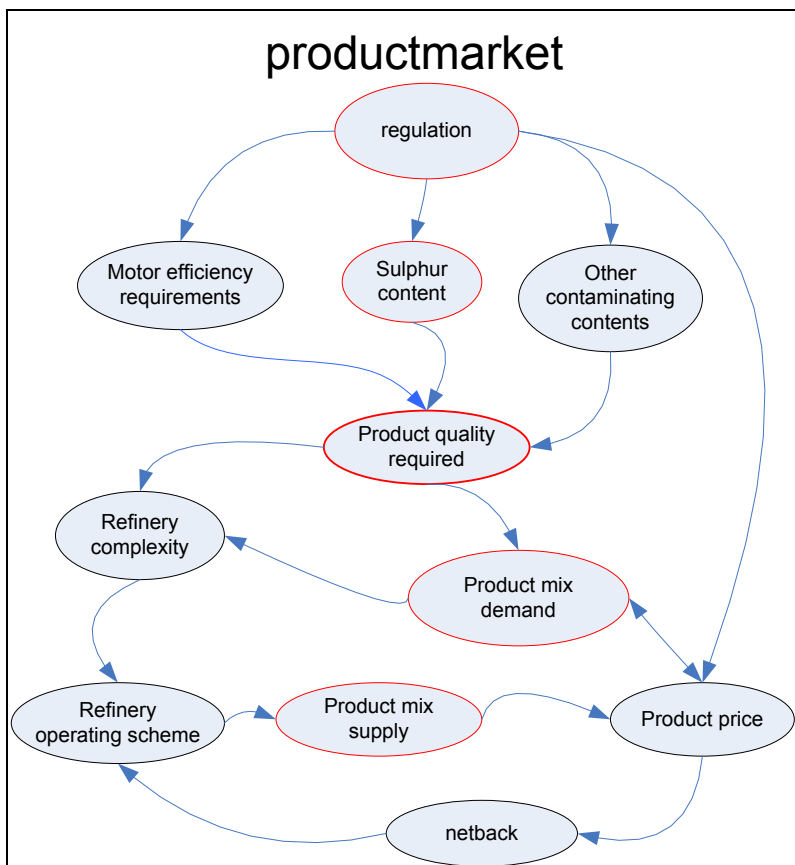 productmarket
regulation
Motor efficiency
requirements
Sulphur
content
Other
contaminating
contents
Product quality
required
Refinery
complexity
Product mix
demand
Refinery
operating scheme
Product mix
supply
Product price
netback